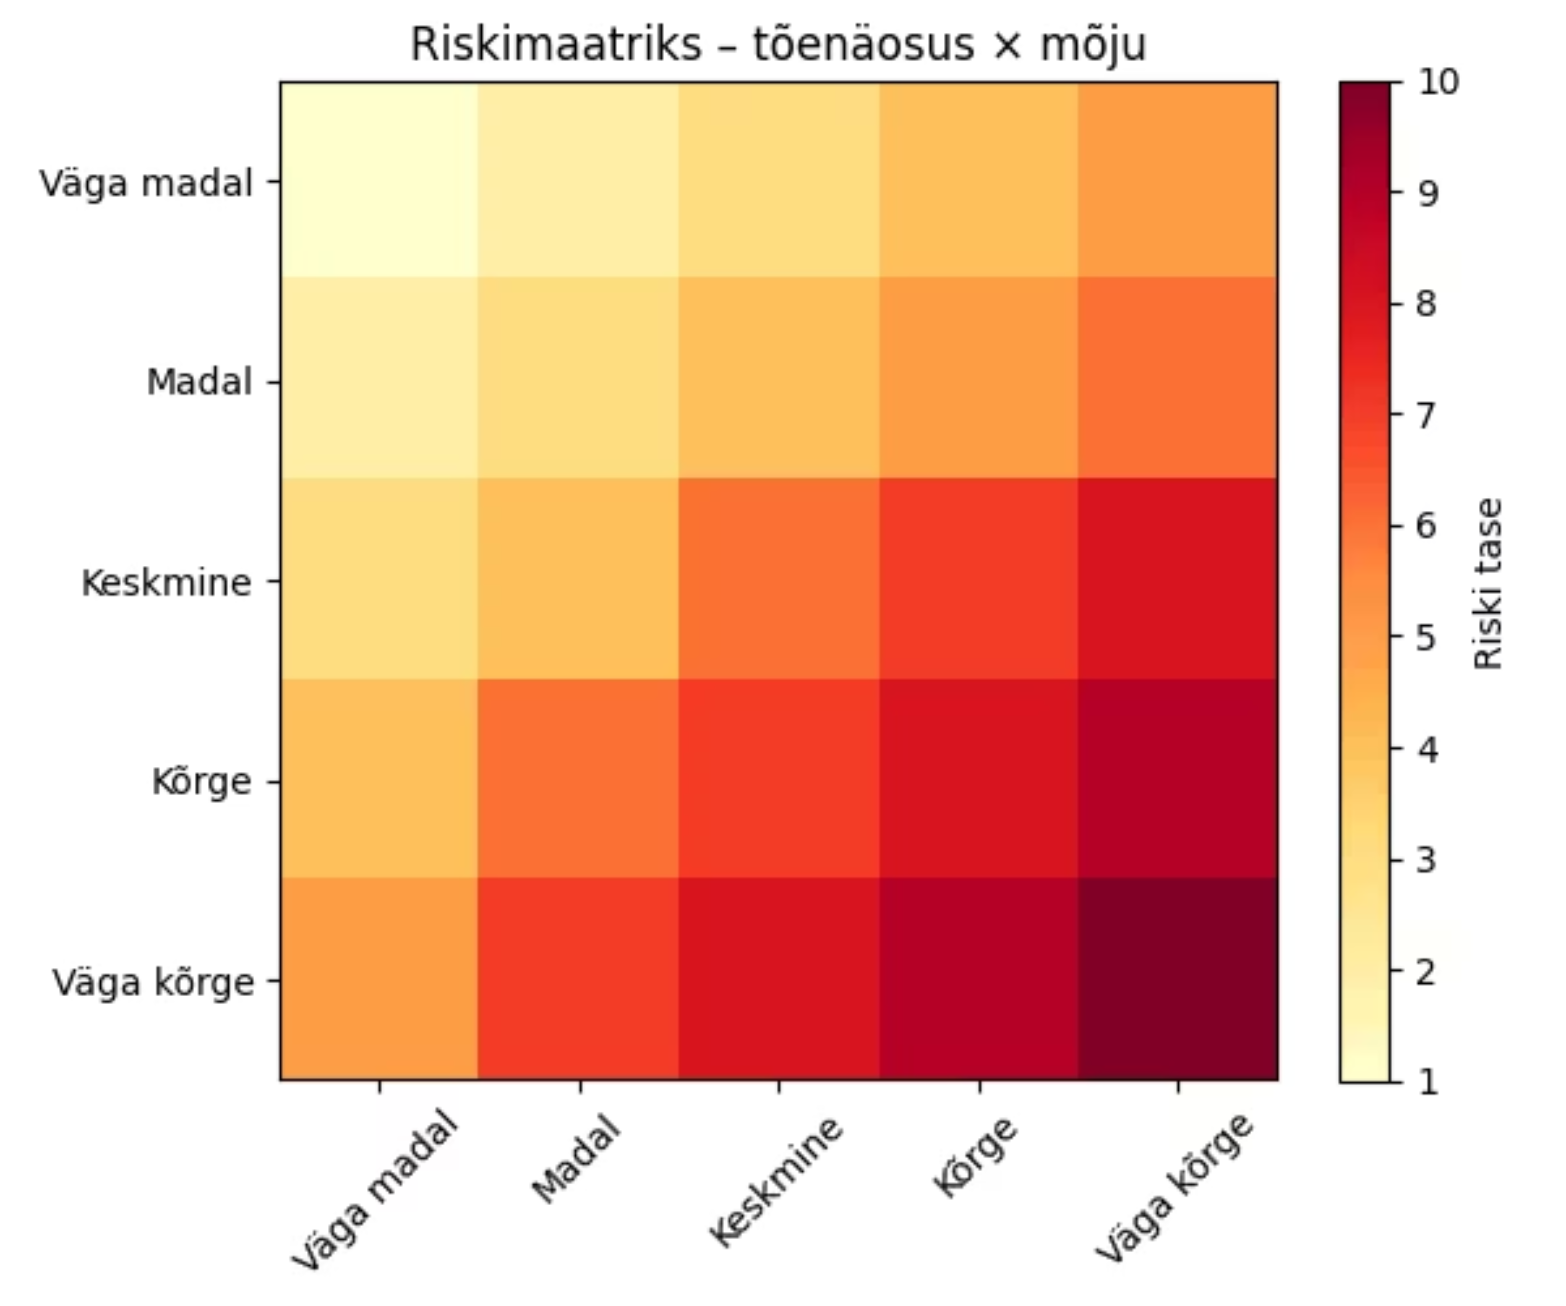 Riskimaatriks – tõenäosus × mõju
Väga madal
Madal
Keskmine
Kõrge
Väga kõrge
Väga madal
Madal
Keskmine
Kõrge
Väga kõrge
10
9
8
7
6
5
4
3
2
1
Riski tase